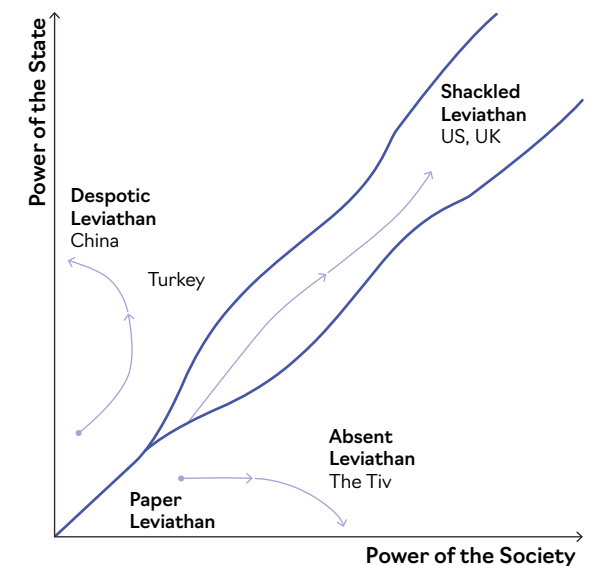 Power of the State
Shackled
Leviathan
US, UK
Despotic
Leviathan
China
Turkey
Absent
Leviathan
The Tiv
Paper
Leviathan
Power of the Society